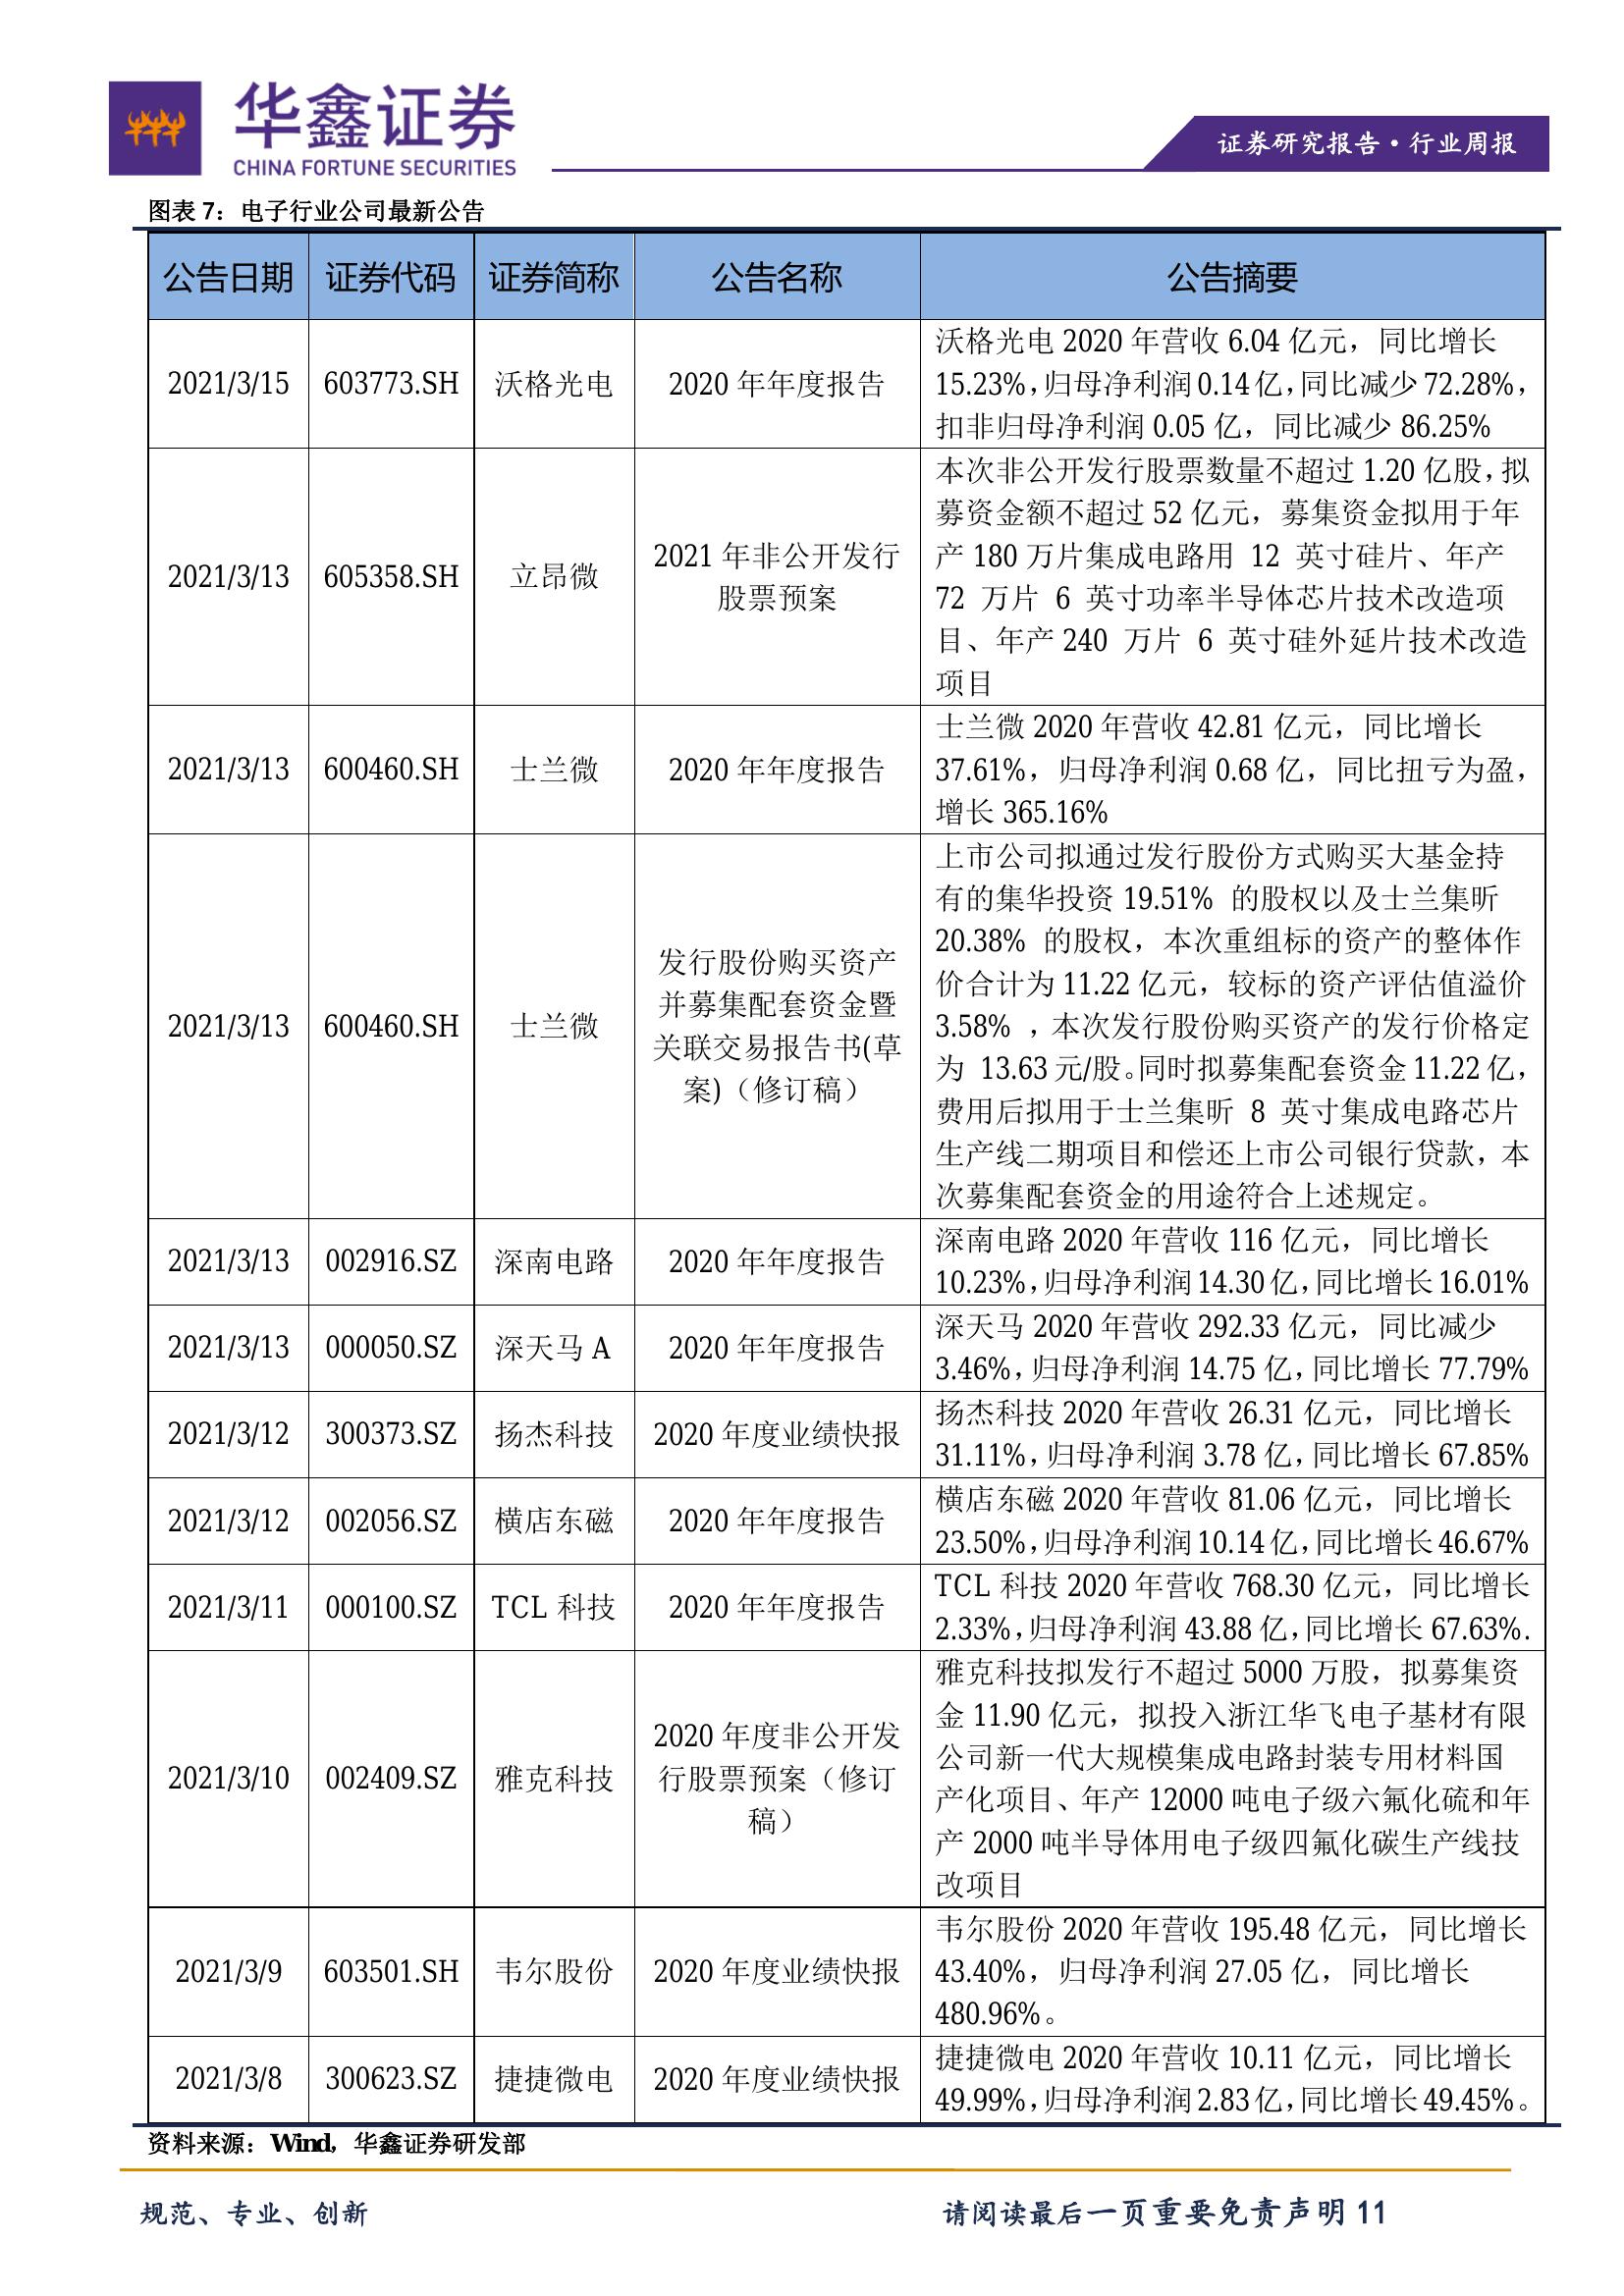 华鑫证券
CHINA FORTUNE SECURITIES
证券研究报告·行业周报
图表 7：电子行业公司最新公告
公告日期 证券代码 证券简称 公告名称 公告摘要
2021/3/15 603773.SH 沃格光电 2020 年年度报告
沃格光电 2020 年营收 6.04 亿元，同比增长
15.23%，归母净利润 0.14 亿，同比减少 72.28%，
扣非归母净利润 0.05 亿，同比减少 86.25%
2021/3/13 605358.SH 立昂微
2021 年非公开发行
股票预案
本次非公开发行股票数量不超过 1.20 亿股，拟
募资金额不超过 52 亿元，募集资金拟用于年
产 180 万片集成电路用 12 英寸硅片、年产
72 万片 6 英寸功率半导体芯片技术改造项
目、年产 240 万片 6 英寸硅外延片技术改造
项目
2021/3/13 600460.SH 士兰微 2020 年年度报告
士兰微 2020 年营收 42.81 亿元，同比增长
37.61%，归母净利润 0.68 亿，同比扭亏为盈，
增长 365.16%
2021/3/13 600460.SH 士兰微
发行股份购买资产
并募集配套资金暨
关联交易报告书(草
案)（修订稿）
上市公司拟通过发行股份方式购买大基金持
有的集华投资 19.51% 的股权以及士兰集昕
20.38% 的股权，本次重组标的资产的整体作
价合计为 11.22 亿元，较标的资产评估值溢价
3.58% ，本次发行股份购买资产的发行价格定
为 13.63 元/股。同时拟募集配套资金 11.22 亿，
费用后拟用于士兰集昕 8 英寸集成电路芯片
生产线二期项目和偿还上市公司银行贷款，本
次募集配套资金的用途符合上述规定。
2021/3/13 002916.SZ 深南电路 2020 年年度报告
深南电路 2020 年营收 116 亿元，同比增长
10.23%，归母净利润 14.30 亿，同比增长 16.01%
2021/3/13 000050.SZ 深天马 A 2020 年年度报告
深天马 2020 年营收 292.33 亿元，同比减少
3.46%，归母净利润 14.75 亿，同比增长 77.79%
2021/3/12 300373.SZ 扬杰科技 2020 年度业绩快报
扬杰科技 2020 年营收 26.31 亿元，同比增长
31.11%，归母净利润 3.78 亿，同比增长 67.85%
2021/3/12 002056.SZ 横店东磁 2020 年年度报告
横店东磁 2020 年营收 81.06 亿元，同比增长
23.50%，归母净利润 10.14 亿，同比增长 46.67%
2021/3/11 000100.SZ TCL 科技 2020 年年度报告
TCL 科技 2020 年营收 768.30 亿元，同比增长
2.33%，归母净利润 43.88 亿，同比增长 67.63%.
2021/3/10 002409.SZ 雅克科技
2020 年度非公开发
行股票预案（修订
稿）
雅克科技拟发行不超过 5000 万股，拟募集资
金 11.90 亿元，拟投入浙江华飞电子基材有限
公司新一代大规模集成电路封装专用材料国
产化项目、年产 12000 吨电子级六氟化硫和年
产 2000 吨半导体用电子级四氟化碳生产线技
改项目
2021/3/9 603501.SH 韦尔股份 2020 年度业绩快报
韦尔股份 2020 年营收 195.48 亿元，同比增长
43.40%，归母净利润 27.05 亿，同比增长
480.96%。
2021/3/8 300623.SZ 捷捷微电 2020 年度业绩快报
捷捷微电 2020 年营收 10.11 亿元，同比增长
49.99%，归母净利润 2.83 亿，同比增长 49.45%。
资料来源：Wind，华鑫证券研发部
规范、专业、创新 请阅读最后一页重要免责声明 11